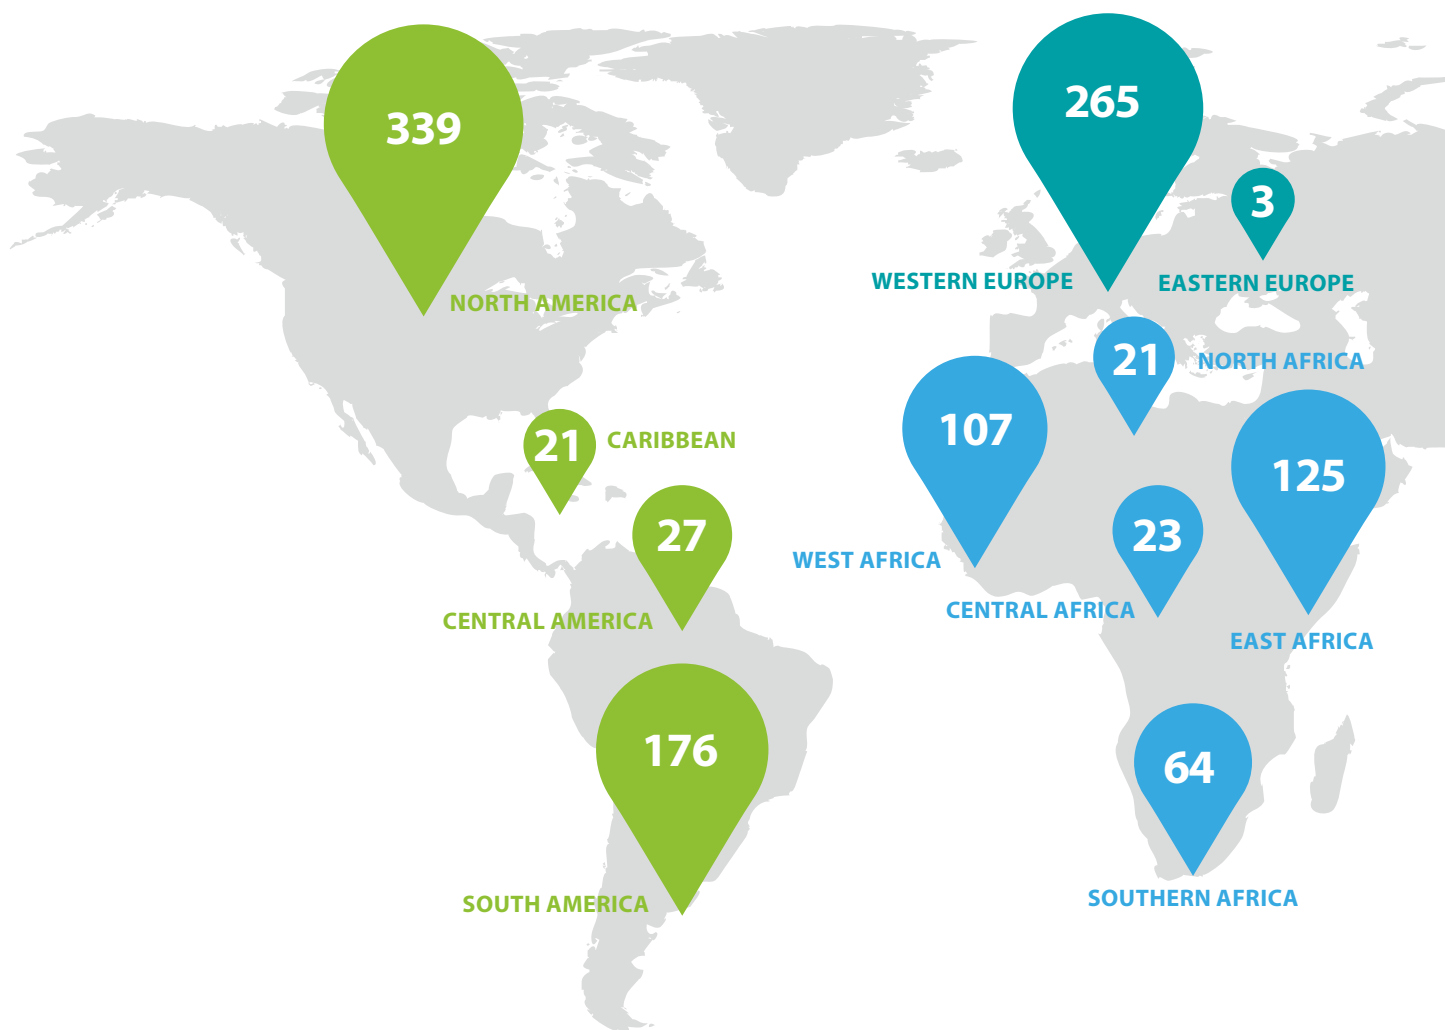 339
NORTH AMERICA
21
CARIBBEAN
27
CENTRAL AMERICA
176
SOUTH AMERICA
265
WESTERN EUROPE
3
EASTERN EUROPE
21
NORTH AFRICA
107
WEST AFRICA
23
CENTRAL AFRICA
125
EAST AFRICA
64
SOUTHERN AFRICA